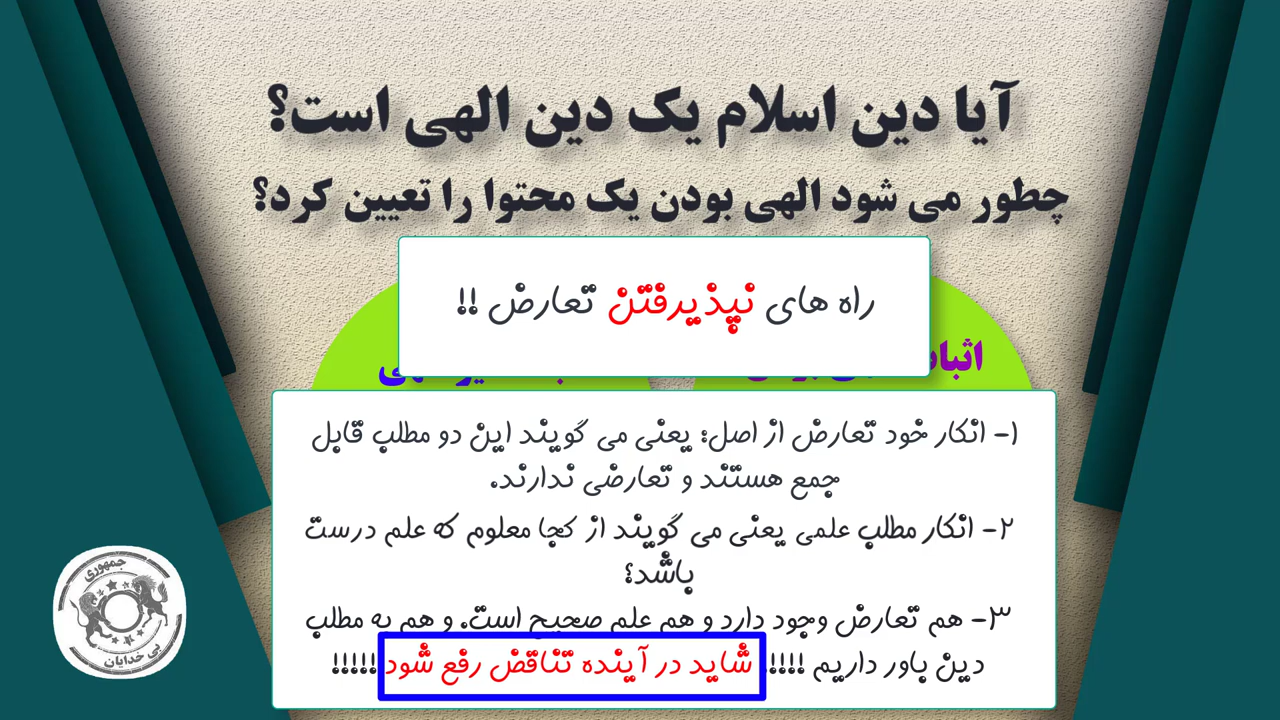 آیا دین اسلام یک دین الهی است؟
چطور می شود الهی بودن یک محتوا را تعیین کرد؟
راه های نپذیرفتن تعارض !!
۱- انکار خود تعارض از اصل؛ یعنی می گویند این دو مطلب قابل
جمع هستند و تعارضی ندارند.
۲- انکار مطلب علمی یعنی می گویند از کجا معلوم که علم درست
باشد؟
۳- هم تعارض وجود دارد و هم علم صحیح است. و هم به مطلب
دین باور داریم !!!!! شاید در آینده تناقض رفع شود!!!!!
جمهوری
بی خدایان